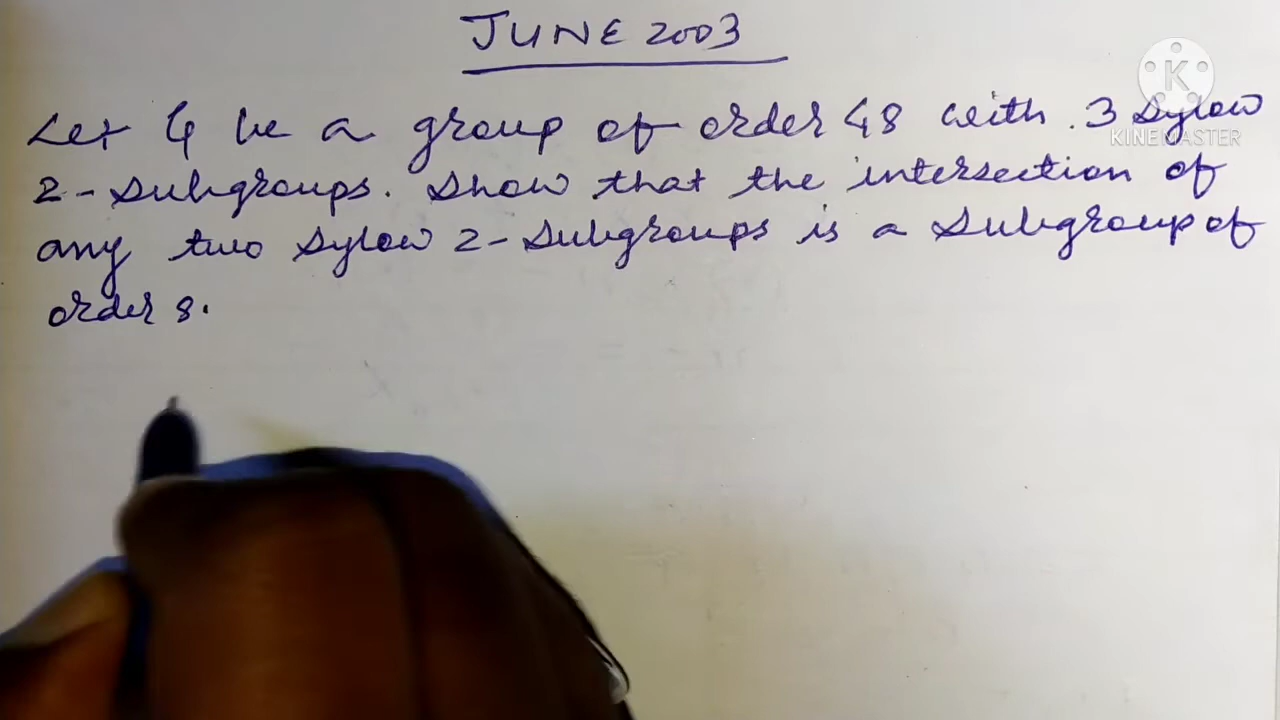 JUNE 2003
Let G be a group of order 48 with 3 Sylow
2-subgroups. Show that the intersection of
any two Sylow 2-subgroups is a subgroup of
order 8.
K
KINEMASTER